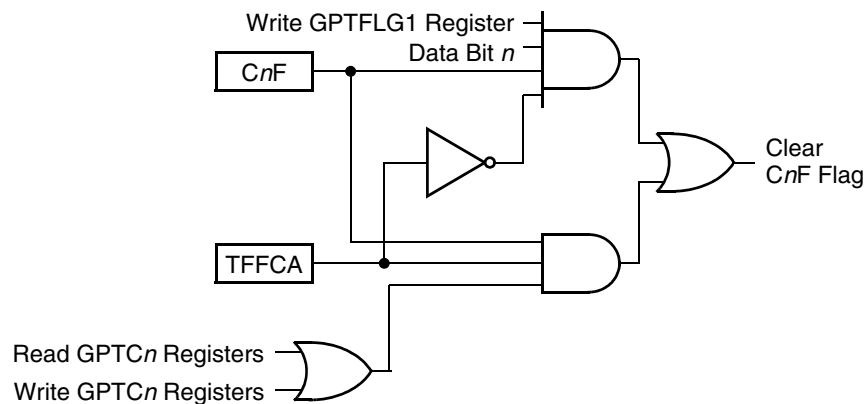 Write GPTFLG1 Register
Data Bit n
CnF
Clear
CnF Flag
TFFCA
Read GPTCn Registers
Write GPTCn Registers